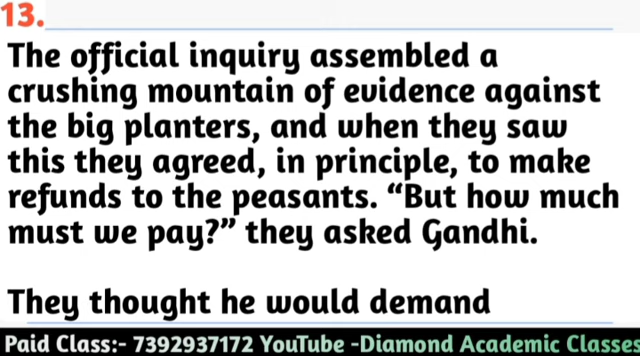 13.
The official inquiry assembled a
crushing mountain of evidence against
the big planters, and when they saw
this they agreed, in principle, to make
refunds to the peasants. “But how much
must we pay?” they asked Gandhi.
They thought he would demand
Paid Class:- 7392937172 YouTube -Diamond Academic Classes